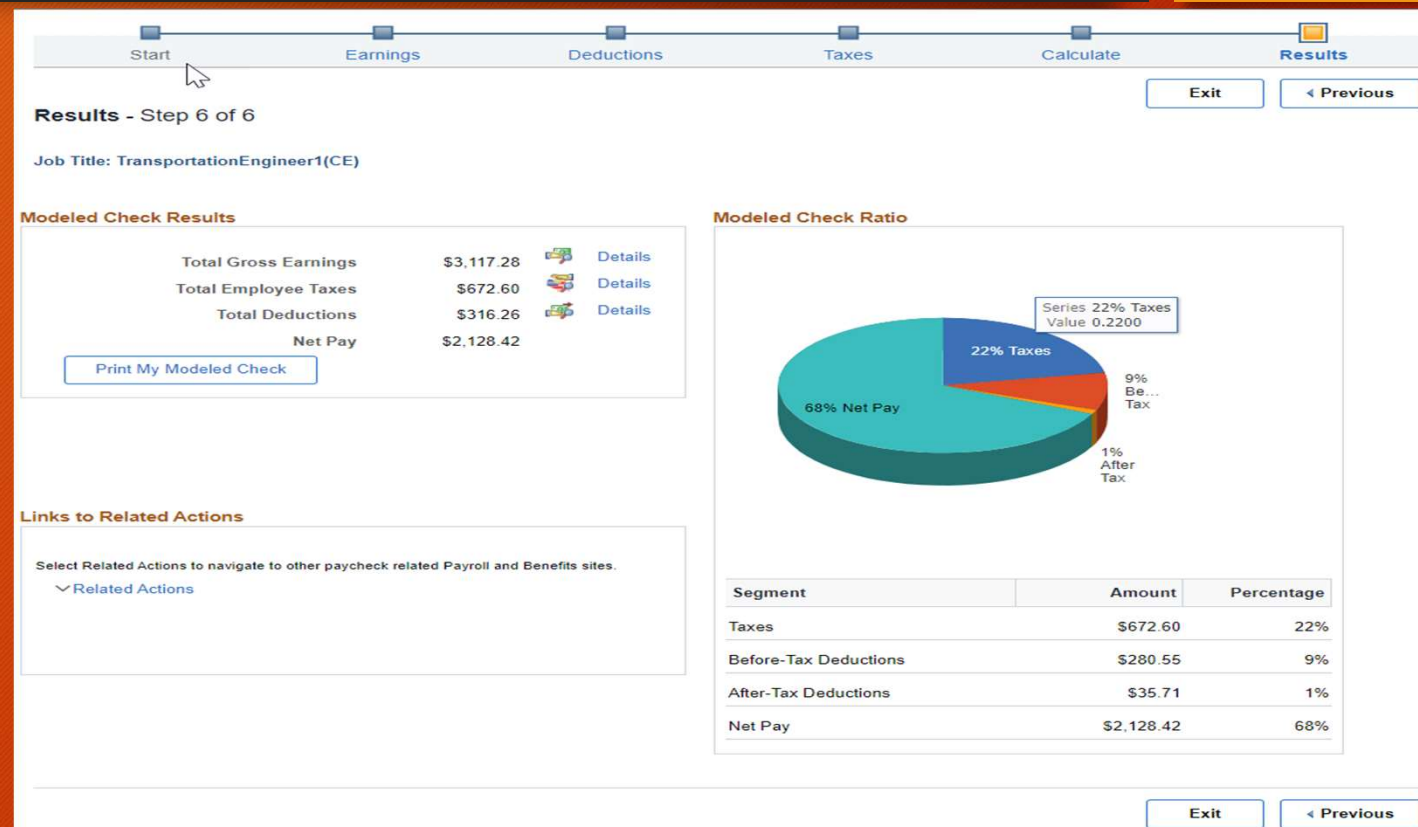 Start Earnings Deductions Taxes Calculate Results
Exit Previous
Results - Step 6 of 6
Job Title: TransportationEngineer1(CE)
Modeled Check Results
Total Gross Earnings $3,117.28 Details
Total Employee Taxes $672.60 Details
Total Deductions $316.26 Details
Net Pay $2,128.42
Print My Modeled Check
Links to Related Actions
Select Related Actions to navigate to other paycheck related Payroll and Benefits sites.
Related Actions
Modeled Check Ratio
Series 22% Taxes
Value 0.2200
22% Taxes
9%
Be...
Tax
68% Net Pay
1%
After
Tax
Segment Amount Percentage
Taxes $672.60 22%
Before-Tax Deductions $280.55 9%
After-Tax Deductions $35.71 1%
Net Pay $2,128.42 68%
Exit Previous